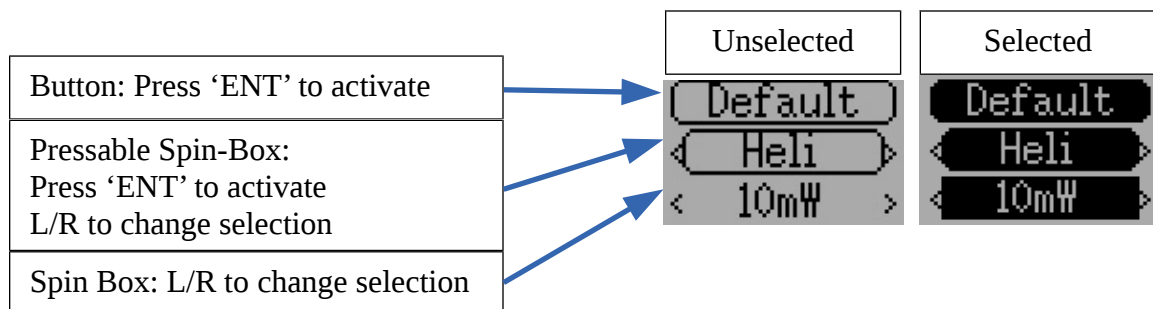 Unselected
Selected
Button: Press ‘ENT’ to activate
Default
Default
Pressable Spin-Box:
Press ‘ENT’ to activate
L/R to change selection
Heli
Heli
Spin Box: L/R to change selection
< 10mW >
10mW